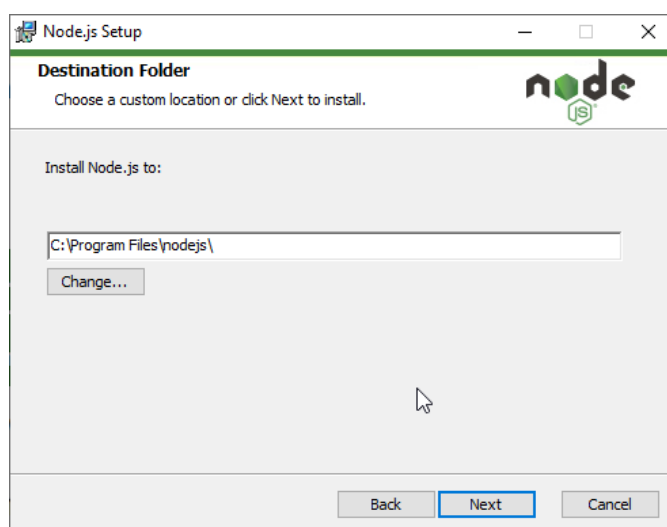 Node.js Setup
Destination Folder
Choose a custom location or click Next to install.
node
JS
Install Node.js to:
C:\Program Files\nodejs\
Change...
Back
Next
Cancel